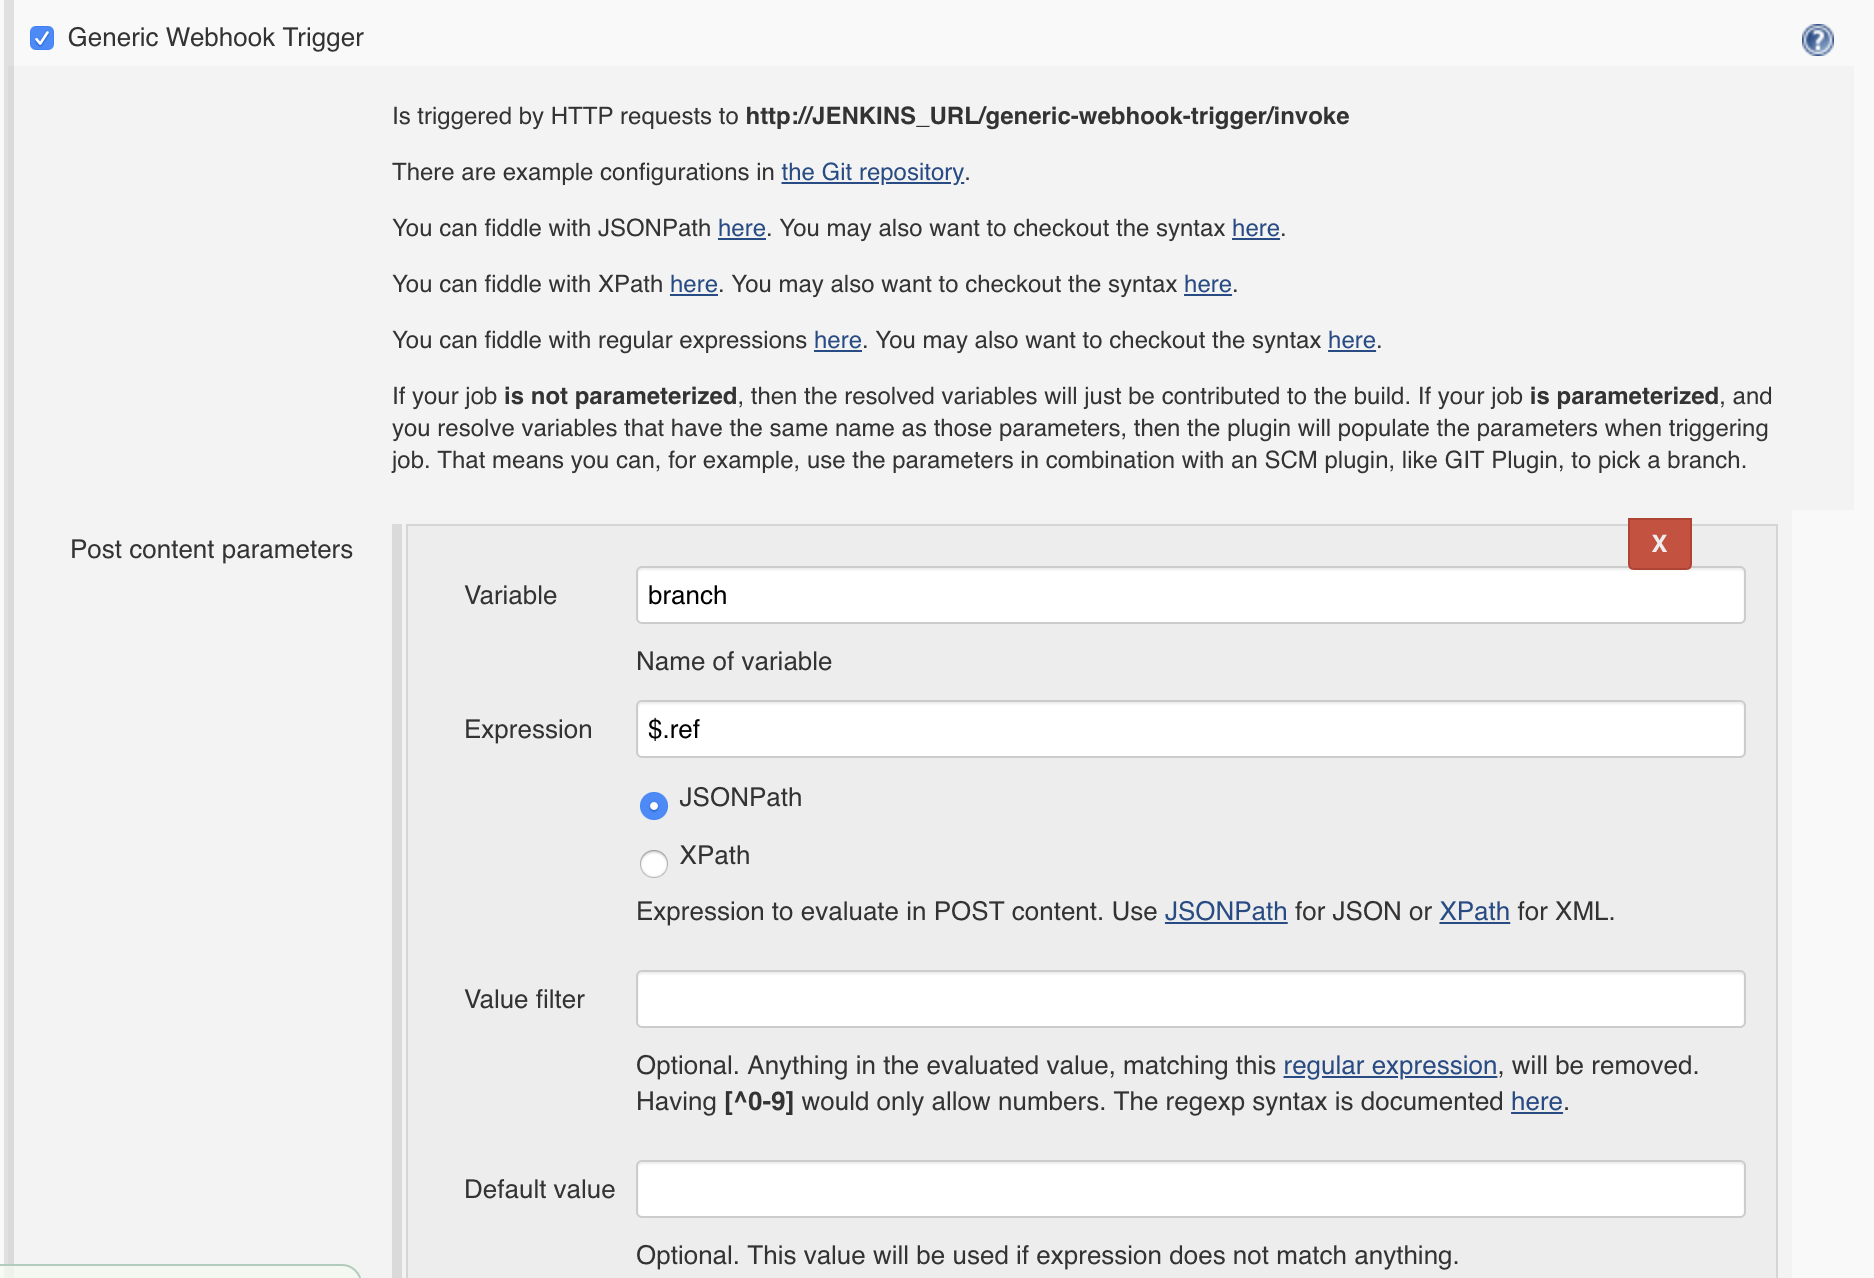 Generic Webhook Trigger
?
Is triggered by HTTP requests to http://JENKINS_URL/generic-webhook-trigger/invoke
There are example configurations in the Git repository.
You can fiddle with JSONPath here. You may also want to checkout the syntax here.
You can fiddle with XPath here. You may also want to checkout the syntax here.
You can fiddle with regular expressions here. You may also want to checkout the syntax here.
If your job is not parameterized, then the resolved variables will just be contributed to the build. If your job is parameterized, and
you resolve variables that have the same name as those parameters, then the plugin will populate the parameters when triggering
job. That means you can, for example, use the parameters in combination with an SCM plugin, like GIT Plugin, to pick a branch.
Post content parameters
X
Variable
branch
Name of variable
Expression
$.ref
JSONPath
XPath
Expression to evaluate in POST content. Use JSONPath for JSON or XPath for XML.
Value filter
Optional. Anything in the evaluated value, matching this regular expression, will be removed.
Having [^0-9] would only allow numbers. The regexp syntax is documented here.
Default value
Optional. This value will be used if expression does not match anything.